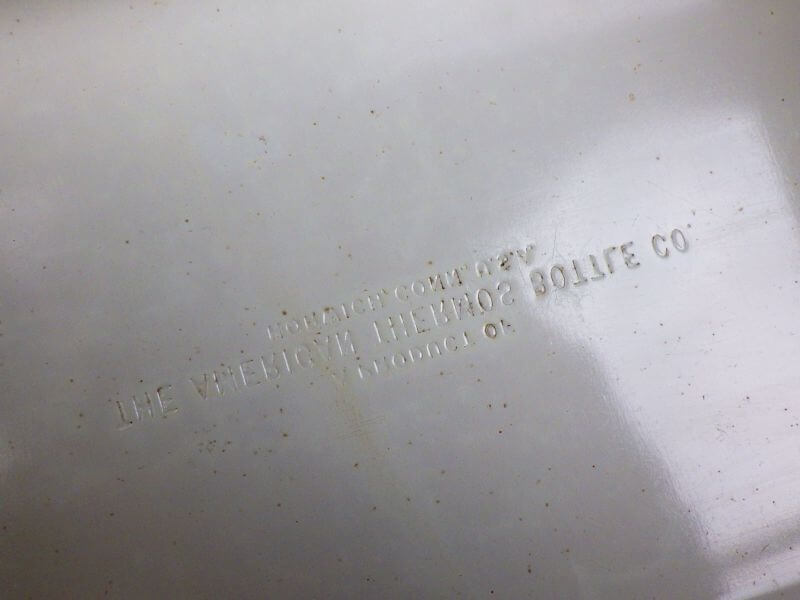 A PRODUCT OF
THE AMERICAN THERMOS BOTTLE CO.
NORWICH, CONN., U.S.A.